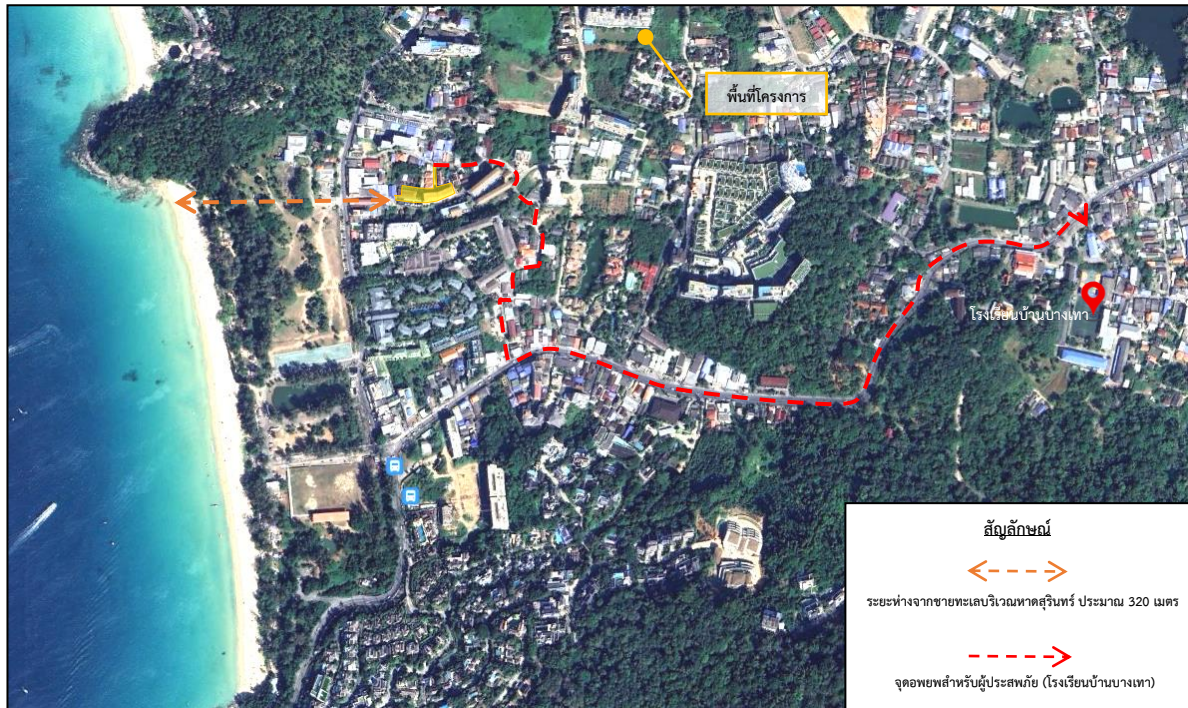 พื้นที่โครงการ
โรงเรียนบ้านบางเทา
สัญลักษณ์
ระยะห่างจากชายทะเลบริเวณหาดสุรินทร์ ประมาณ 320 เมตร
จุดอพยพสำหรับผู้ประสพภัย (โรงเรียนบ้านบางเทา)